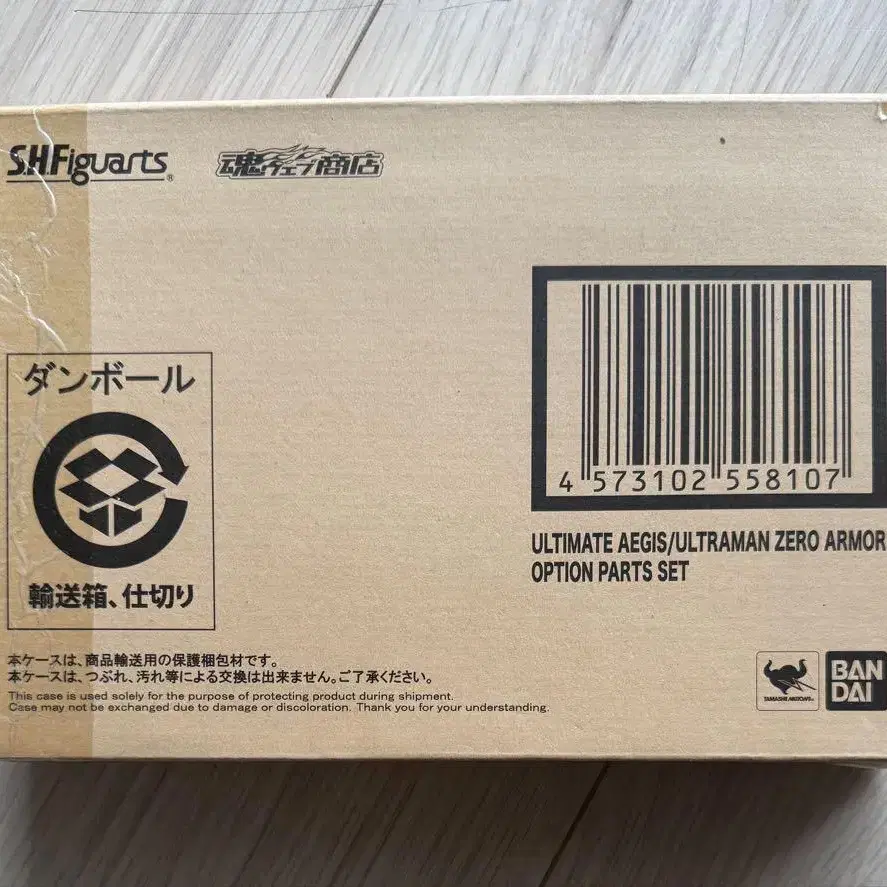 S.H.Figuarts®
魂ウェブ商店
ダンボール
輸送箱、仕切り
4 573102 558107
ULTIMATE AEGIS/ULTRAMAN ZERO ARMOR
OPTION PARTS SET
本ケースは、商品輸送用の保護梱包材です。
本ケースは、つぶれ、汚れ等による交換は出来ません。ご了承ください。
This case is used solely for the purpose of protecting product during shipment.
Case may not be exchanged due to damage or discoloration. Thank you for your understanding.
TAMASHII NATIONS
BAN
DAI